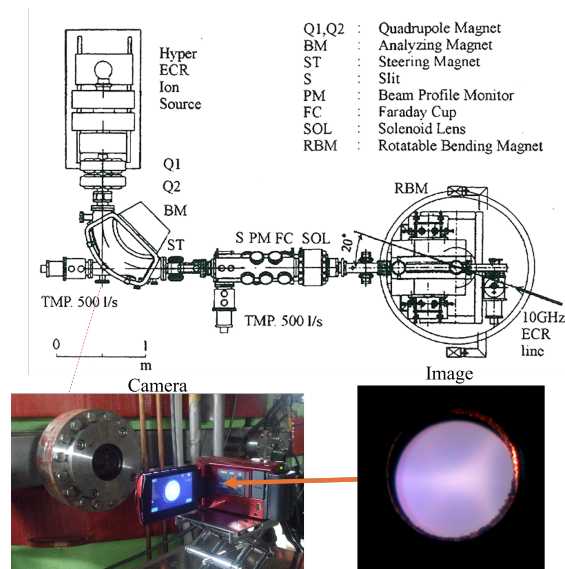 Q1,Q2 : Quadrupole Magnet
BM : Analyzing Magnet
ST : Steering Magnet
S : Slit
PM : Beam Profile Monitor
FC : Faraday Cup
SOL : Solenoid Lens
RBM : Rotatable Bending Magnet
Hyper
ECR
Ion
Source
Q1
Q2
BM
ST
S PM FC SOL
RBM
20°
TMP. 500 l/s
TMP. 500 l/s
10GHz
ECR
line
0 1
m
Camera
Image